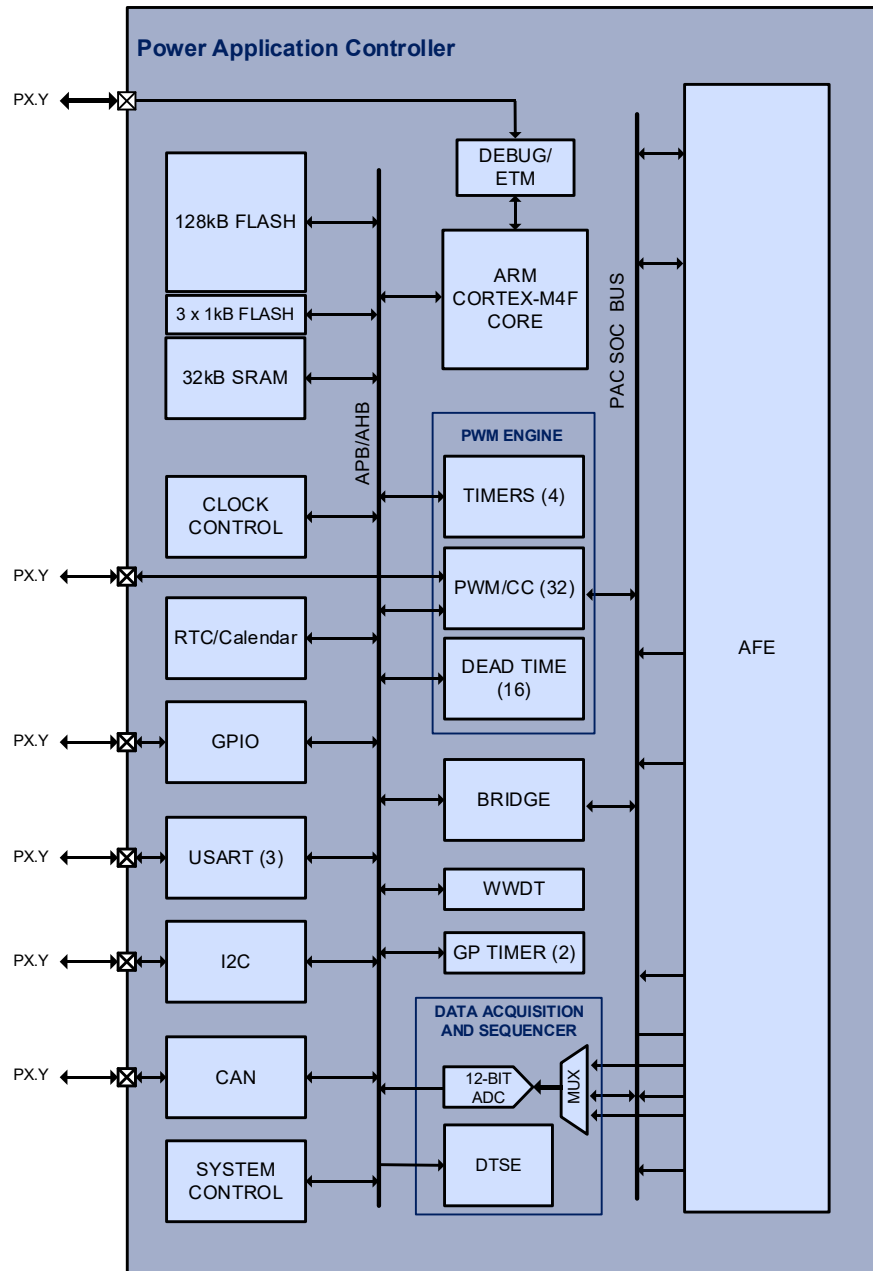 Power Application Controller
PX.Y
DEBUG/
ETM
128kB FLASH
ARM
CORTEX-M4F
CORE
3 x 1kB FLASH
32kB SRAM
PAC SOC BUS
APB/AHB
PWM ENGINE
TIMERS (4)
CLOCK
CONTROL
PX.Y
PWM/CC (32)
RTC/Calendar
DEAD TIME
(16)
AFE
PX.Y
GPIO
BRIDGE
PX.Y
USART (3)
WWDT
PX.Y
I2C
GP TIMER (2)
DATA ACQUISITION
AND SEQUENCER
PX.Y
CAN
12-BIT
ADC
MUX
SYSTEM
CONTROL
DTSE